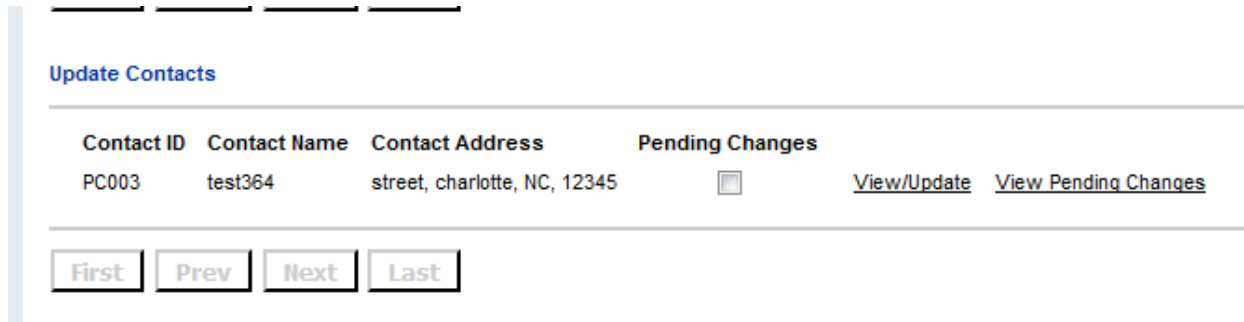 Update Contacts
Contact ID Contact Name Contact Address Pending Changes
PC003 test364 street, charlotte, NC, 12345 View/Update View Pending Changes
First Prev Next Last